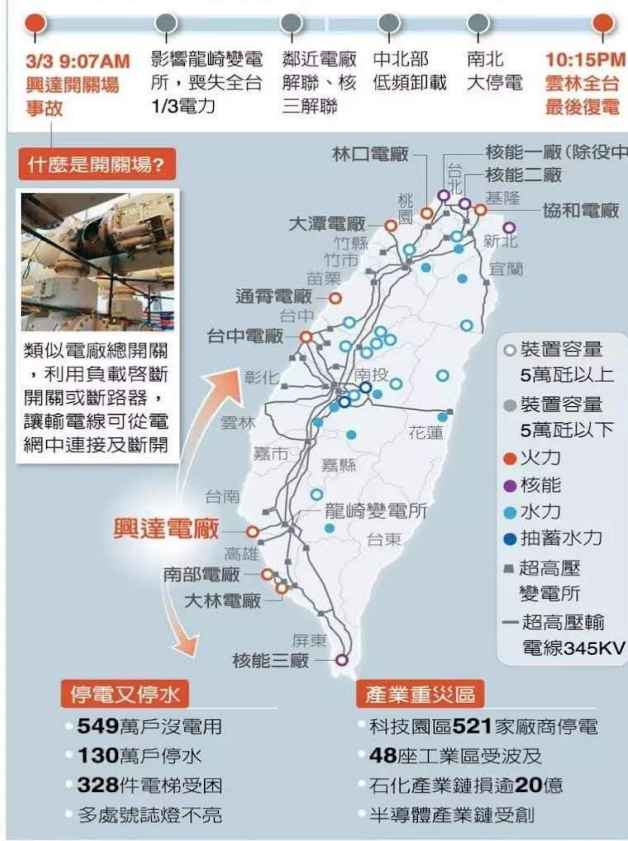 3/3 9:07AM
興達開關場
事故
影響龍崎變電
所，喪失全台
1/3電力
鄰近電廠
解聯、核
三解聯
中北部
低頻卸載
南北
大停電
10:15PM
雲林全台
最後復電
什麼是開關場?
類似電廠總開關
，利用負載啓斷
開關或斷路器，
讓輸電線可從電
網中連接及斷開
林口電廠
核能一廠(除役中
核能二廠
協和電廠
大潭電廠
台北
桃園
基隆
新北
竹縣
竹市
宜蘭
苗栗
通霄電廠
台中
台中電廠
彰化
南投
雲林
花蓮
嘉市
嘉縣
台南
龍崎變電所
興達電廠
台東
高雄
南部電廠
大林電廠
屏東
核能三廠
裝置容量
5萬瓩以上
裝置容量
5萬瓩以下
火力
核能
水力
抽蓄水力
超高壓
變電所
超高壓輸
電線345KV
停電又停水
549萬戶沒電用
130萬戶停水
328件電梯受困
多處號誌燈不亮
產業重災區
科技園區521家廠商停電
48座工業區受波及
石化產業鏈損逾20億
半導體產業鏈受創